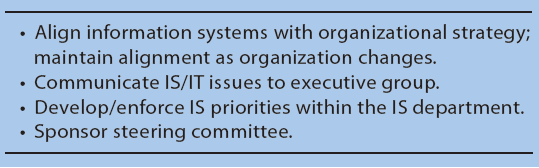 • Align information systems with organizational strategy;
maintain alignment as organization changes.
• Communicate IS/IT issues to executive group.
• Develop/enforce IS priorities within the IS department.
• Sponsor steering committee.